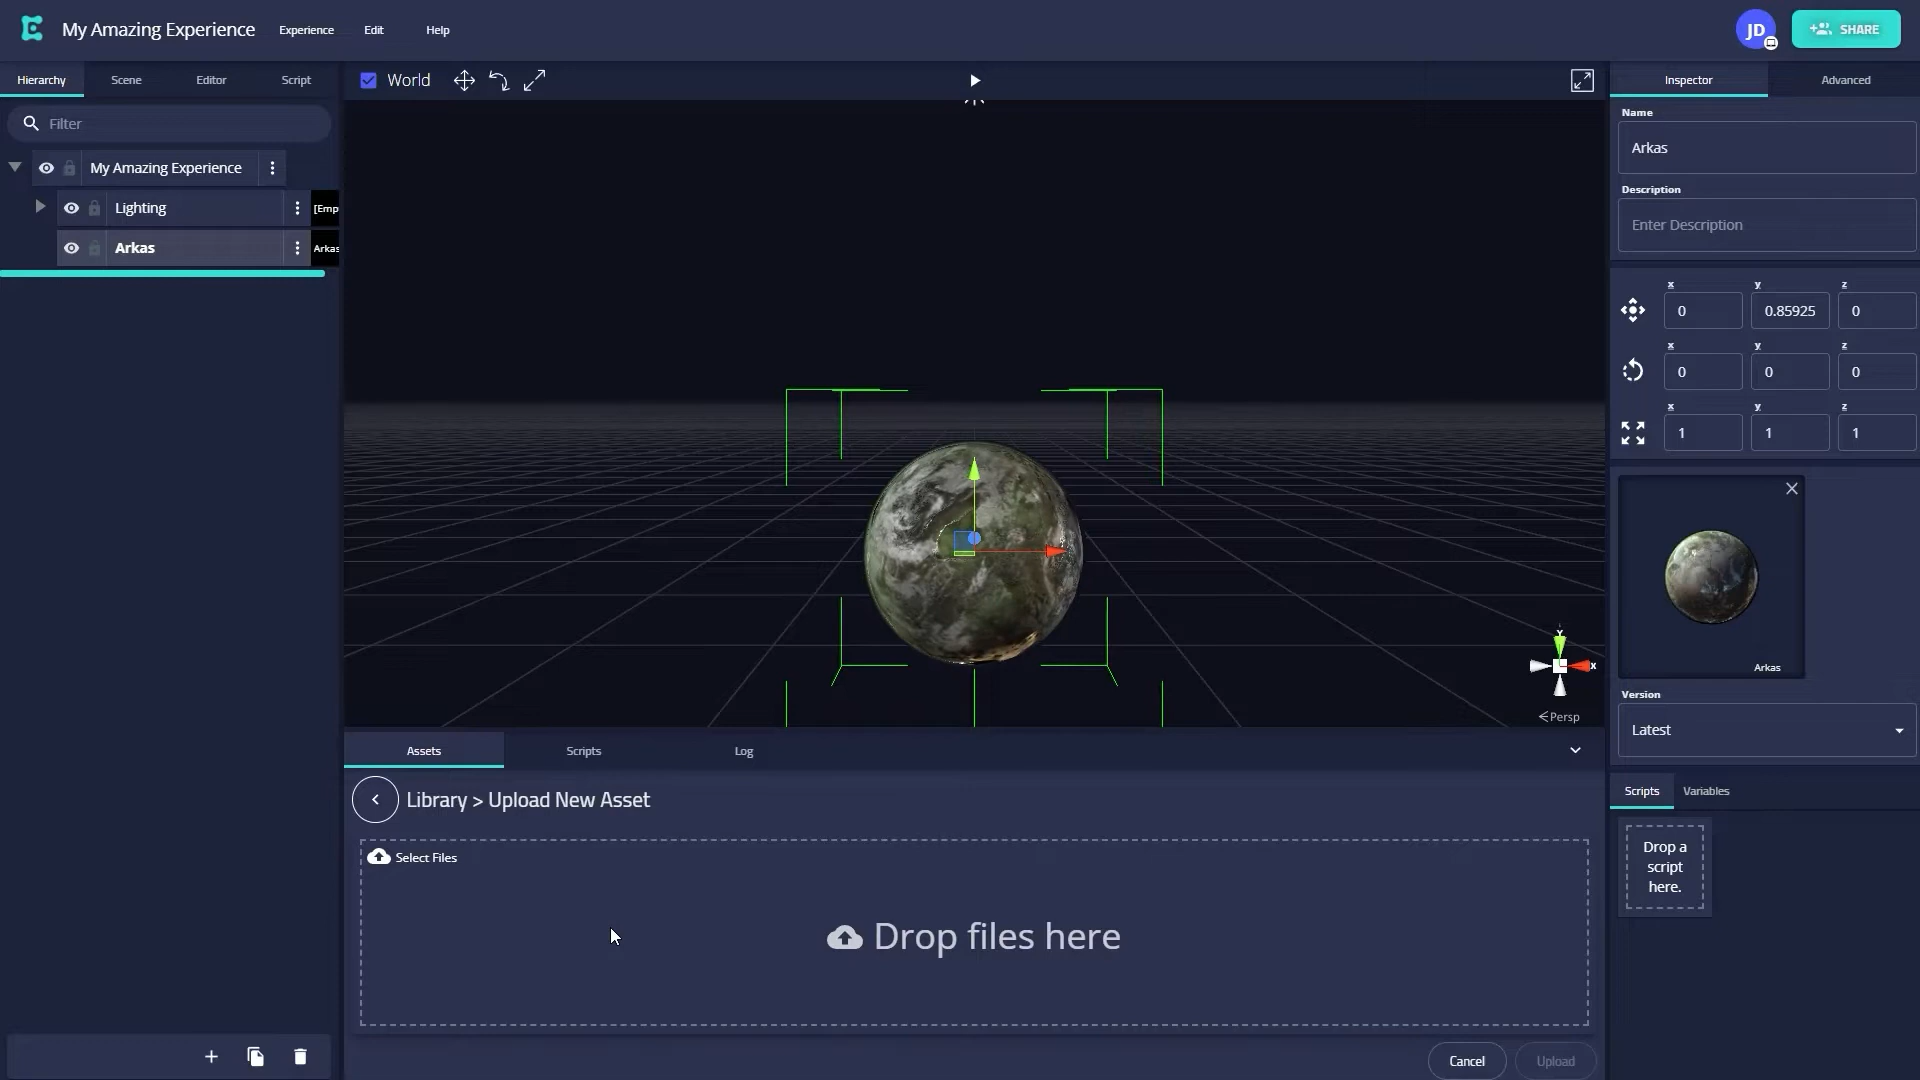 My Amazing Experience
Experience
Edit
Help
JD
SHARE
Hierarchy
Scene
Editor
Script
World
Inspector
Advanced
Filter
Name
Arkas
My Amazing Experience
Description
Lighting
[Emp
Enter Description
Arkas
Arkas
x
y
z
0
0.85925
0
x
y
z
0
0
0
x
y
z
1
1
1
Arkas
Y
x
Persp
Version
Latest
Assets
Scripts
Log
Scripts
Variables
Library > Upload New Asset
Select Files
Drop a
script
here.
Drop files here
Cancel
Upload